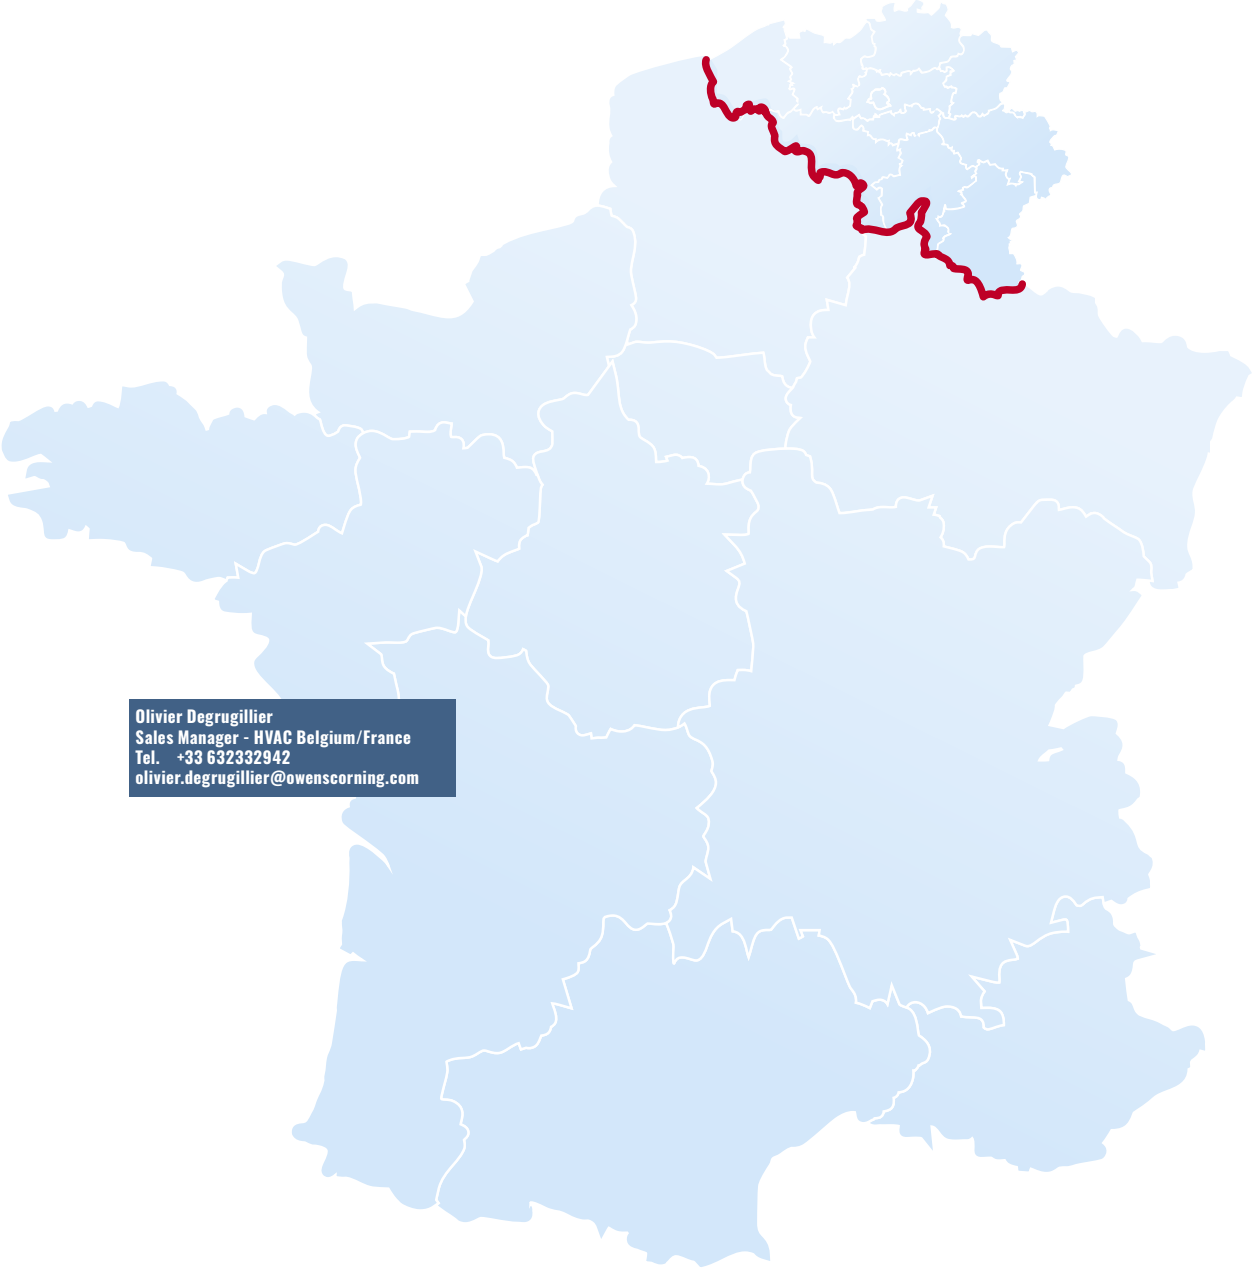 Olivier Degrugillier
Sales Manager - HVAC Belgium/France
Tel. +33 632332942
olivier.degrugillier@owenscorning.com